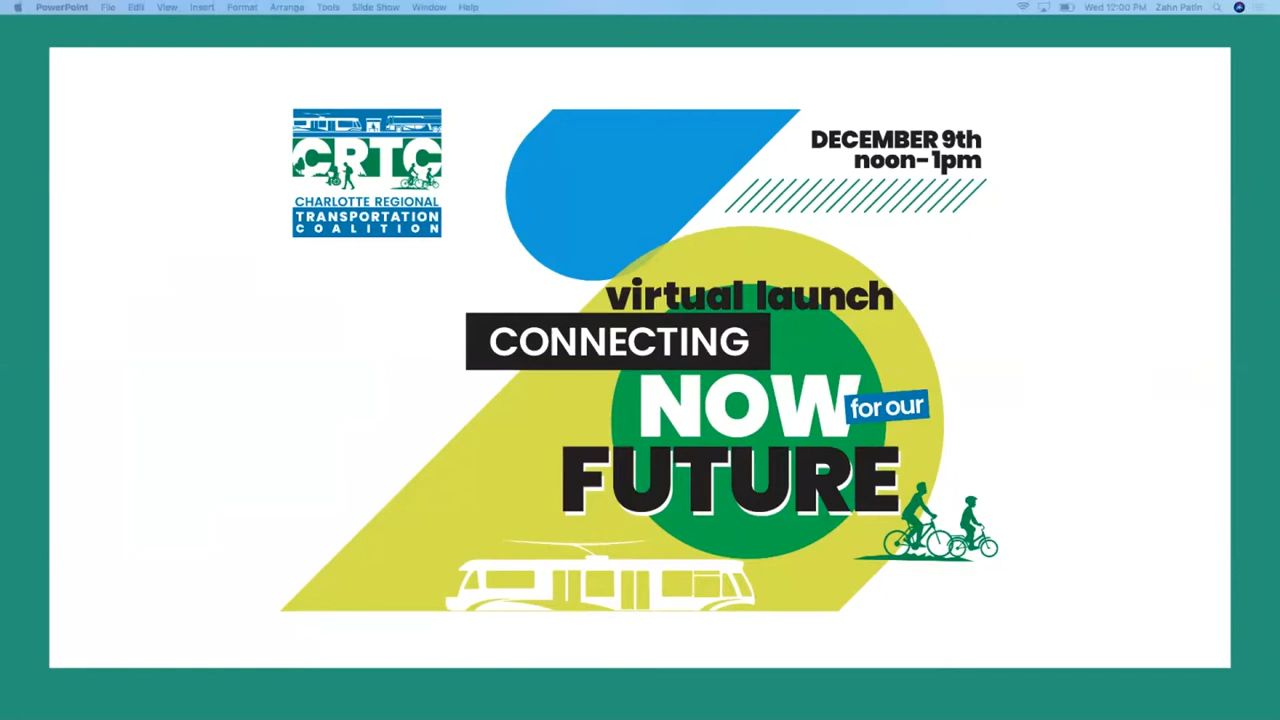 PowerPoint File Edit View Insert Format Arrange Tools Slide Show Window Help Wed 12:00 PM Zahn Patin
CRTC
CHARLOTTE REGIONAL
TRANSPORTATION
COALITION
DECEMBER 9th
noon-1pm
virtual launch
CONNECTING
NOW for our
FUTURE